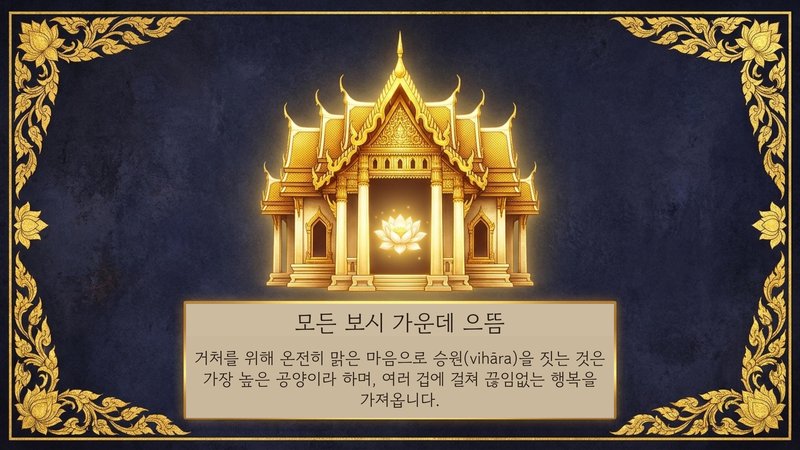 모든 보시 가운데 으뜸
거처를 위해 온전히 맑은 마음으로 승원(vihāra)을 짓는 것은
가장 높은 공양이라 하며, 여러 겁에 걸쳐 끊임없는 행복을
가져옵니다.